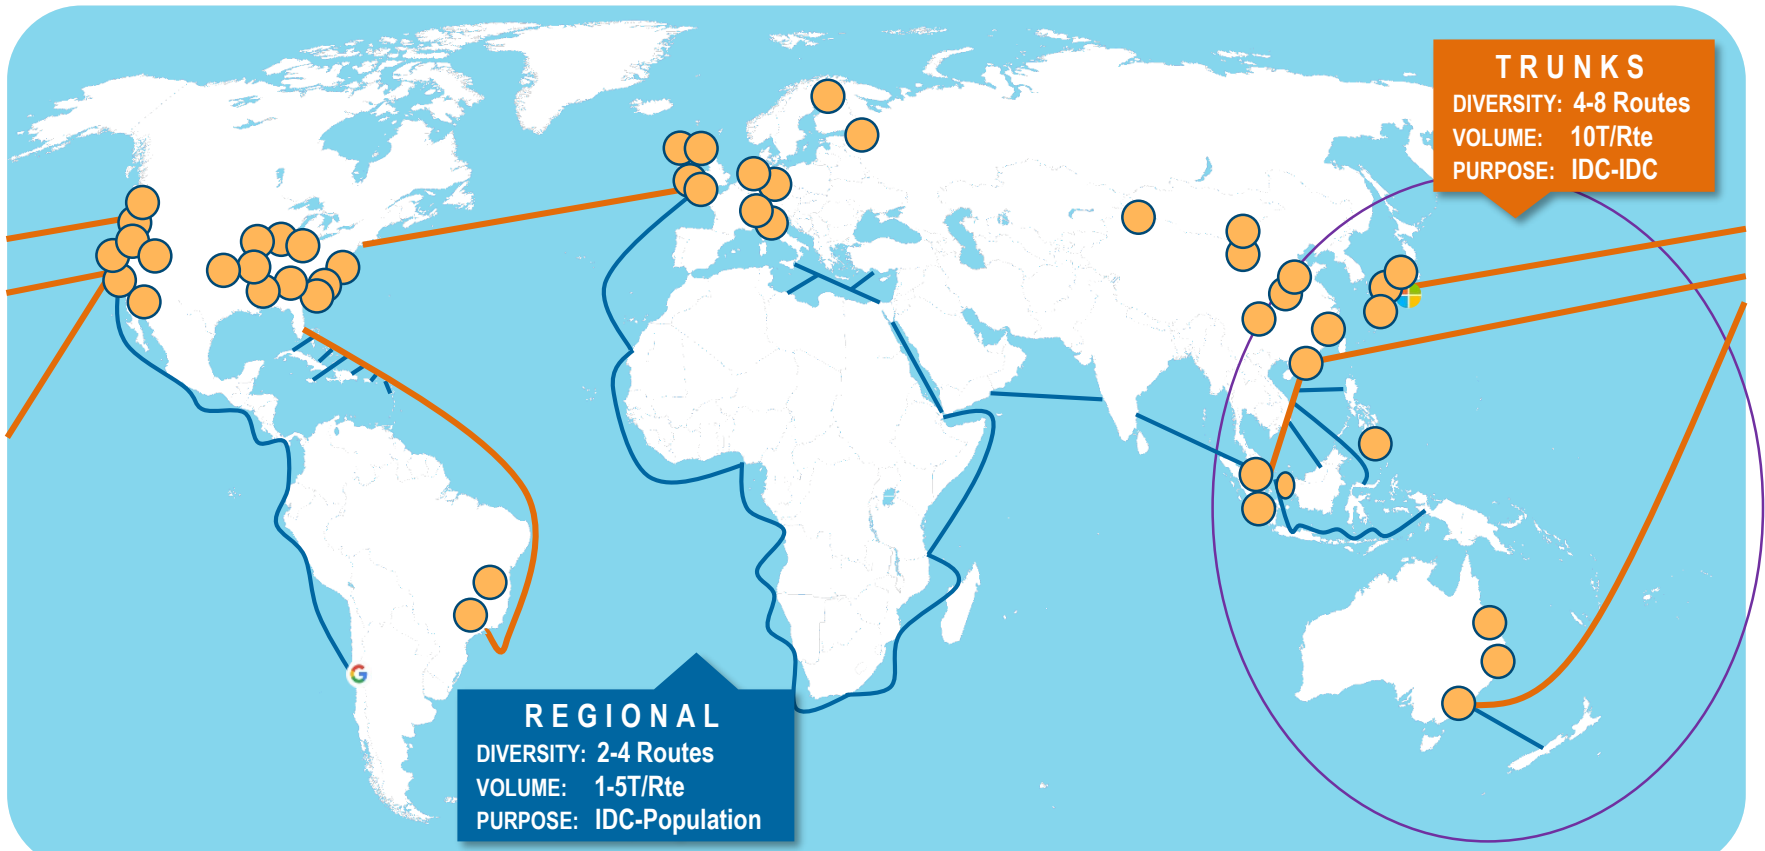 TRUNKS
DIVERSITY: 4-8 Routes
VOLUME: 10T/Rte
PURPOSE: IDC-IDC
REGIONAL
DIVERSITY: 2-4 Routes
VOLUME: 1-5T/Rte
PURPOSE: IDC-Population